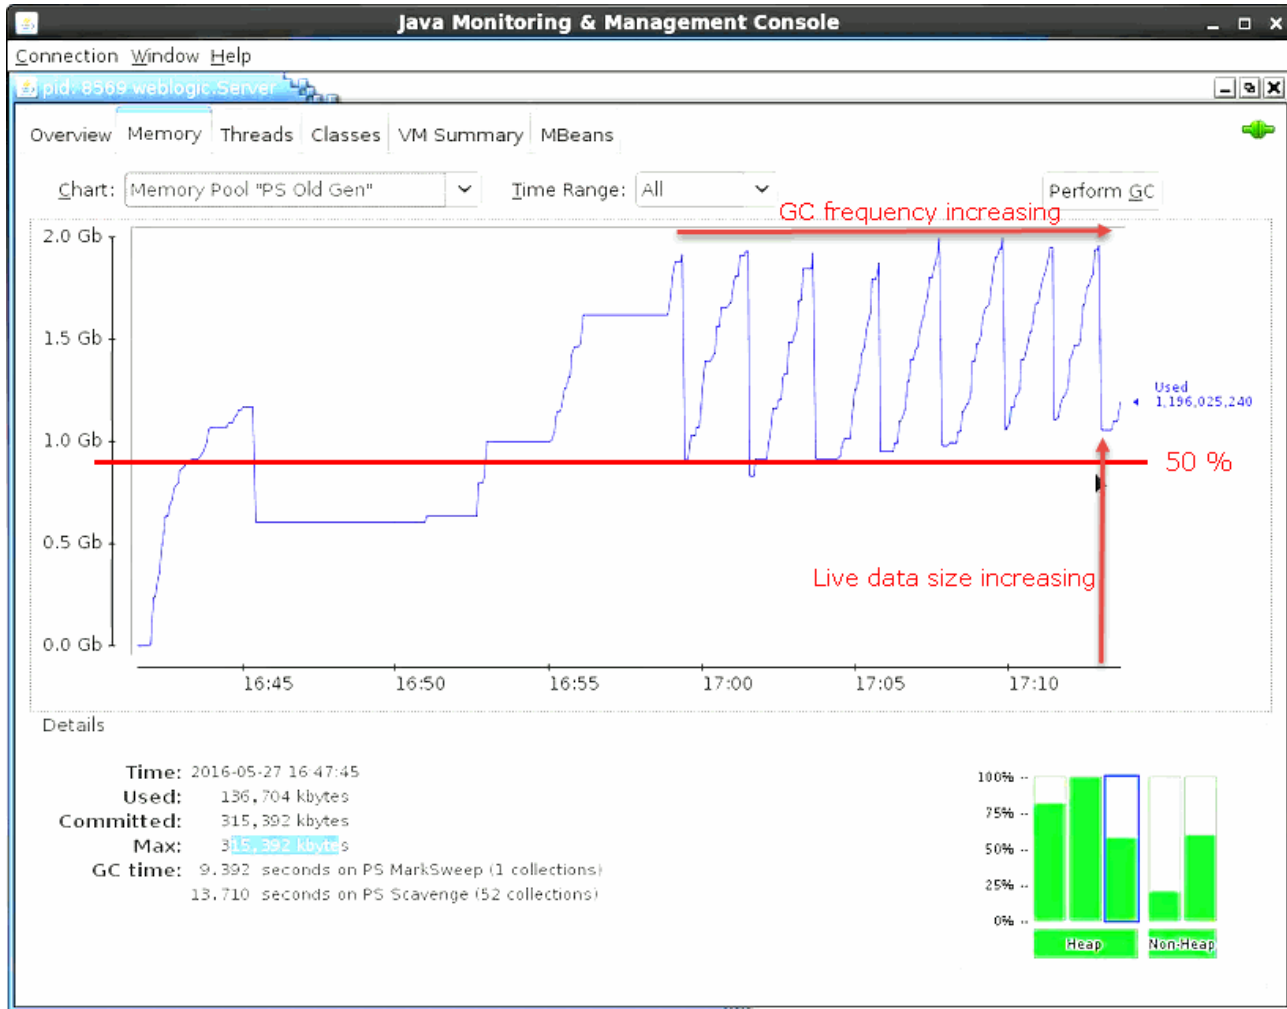 Java Monitoring & Management Console
Connection Window Help
pid: 8569 weblogic.Server
Overview Memory Threads Classes VM Summary MBeans
Chart: Memory Pool "PS Old Gen" Time Range: All Perform GC
GC frequency increasing
2.0 Gb
1.5 Gb
Used
1,196,025,240
1.0 Gb
50 %
0.5 Gb
Live data size increasing
0.0 Gb
16:45 16:50 16:55 17:00 17:05 17:10
Details
Time: 2016-05-27 16:47:45
Used: 136,704 kbytes
Committed: 315,392 kbytes
Max: 315,392 kbytes
GC time: 9.392 seconds on PS MarkSweep (1 collections)
13.710 seconds on PS Scavenge (52 collections)
100% --
75% --
50% --
25% --
0% --
Heap Non-Heap